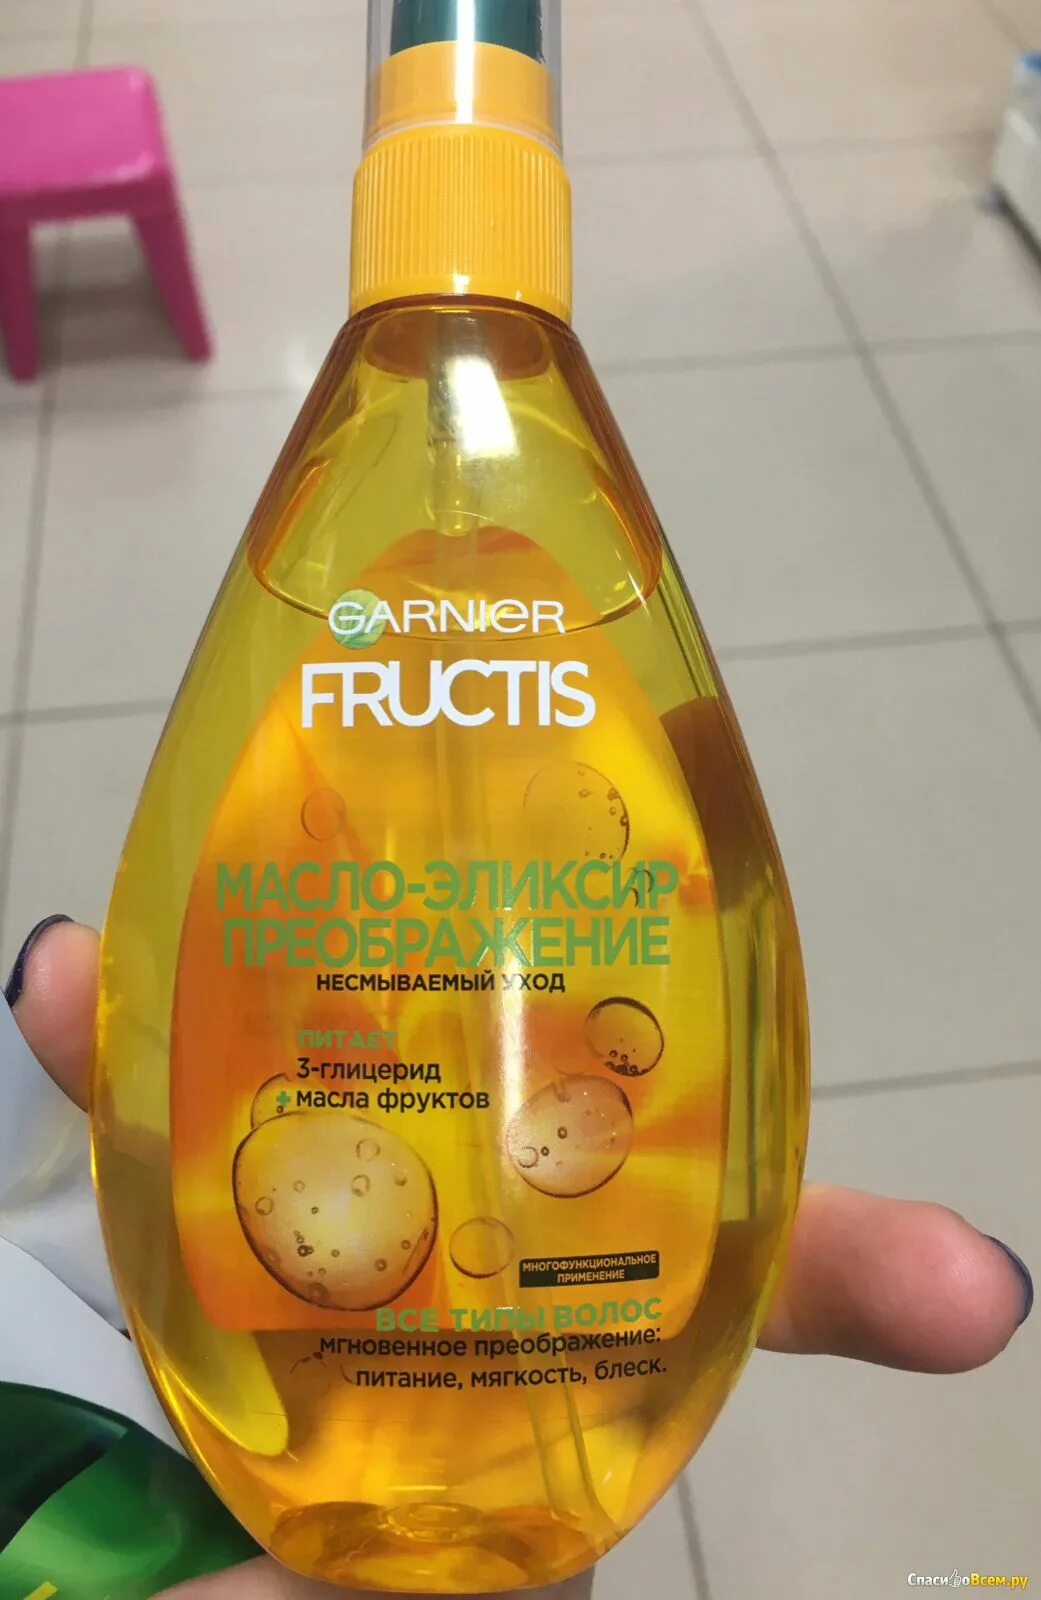 GARNIER
FRUCTIS
МАСЛО-ЭЛИКСИР
ПРЕОБРАЖЕНИЕ
НЕСМЫВАЕМЫЙ УХОД
ПИТАЕТ
3-глицерид
+ масла фруктов
МНОГОФУНКЦИОНАЛЬНОЕ
ПРИМЕНЕНИЕ
ВСЕ ТИПЫ ВОЛОС
мгновенное преображение:
питание, мягкость, блеск.
СпасибоВсем.ру